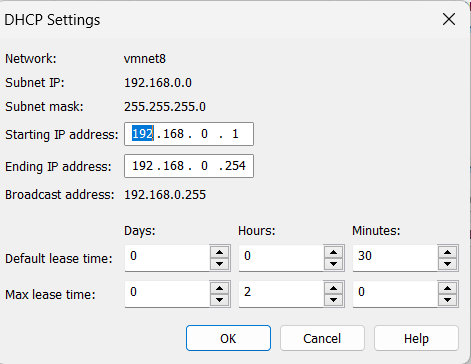 DHCP Settings
Network: vmnet8
Subnet IP: 192.168.0.0
Subnet mask: 255.255.255.0
Starting IP address: 192 . 168 . 0 . 1
Ending IP address: 192 . 168 . 0 . 254
Broadcast address: 192.168.0.255
Days: Hours: Minutes:
Default lease time: 0 0 30
Max lease time: 0 2 0
OK Cancel Help